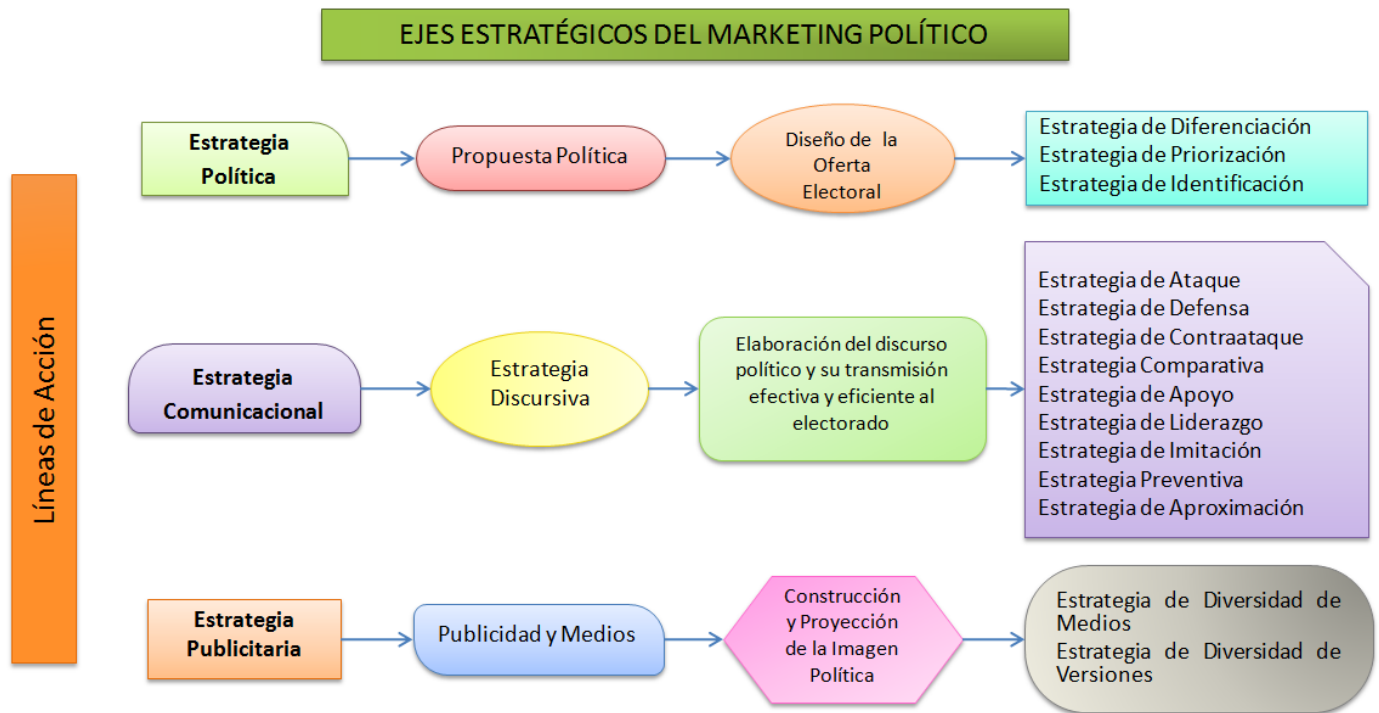 EJES ESTRATÉGICOS DEL MARKETING POLÍTICO
Líneas de Acción
Estrategia
Política
Propuesta Política
Diseño de la
Oferta
Electoral
Estrategia de Diferenciación
Estrategia de Priorización
Estrategia de Identificación
Estrategia
Comunicacional
Estrategia
Discursiva
Elaboración del discurso
político y su transmisión
efectiva y eficiente al
electorado
Estrategia de Ataque
Estrategia de Defensa
Estrategia de Contraataque
Estrategia Comparativa
Estrategia de Apoyo
Estrategia de Liderazgo
Estrategia de Imitación
Estrategia Preventiva
Estrategia de Aproximación
Estrategia
Publicitaria
Publicidad y Medios
Construcción
y Proyección
de la Imagen
Política
Estrategia de Diversidad de
Medios
Estrategia de Diversidad de
Versiones